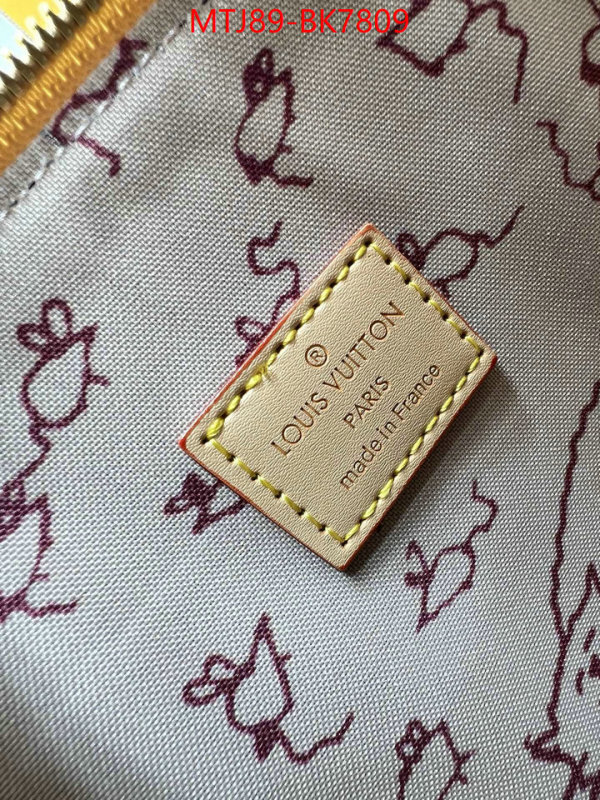 MTJ89-BK7809
®
LOUIS VUITTON
PARIS
made in France